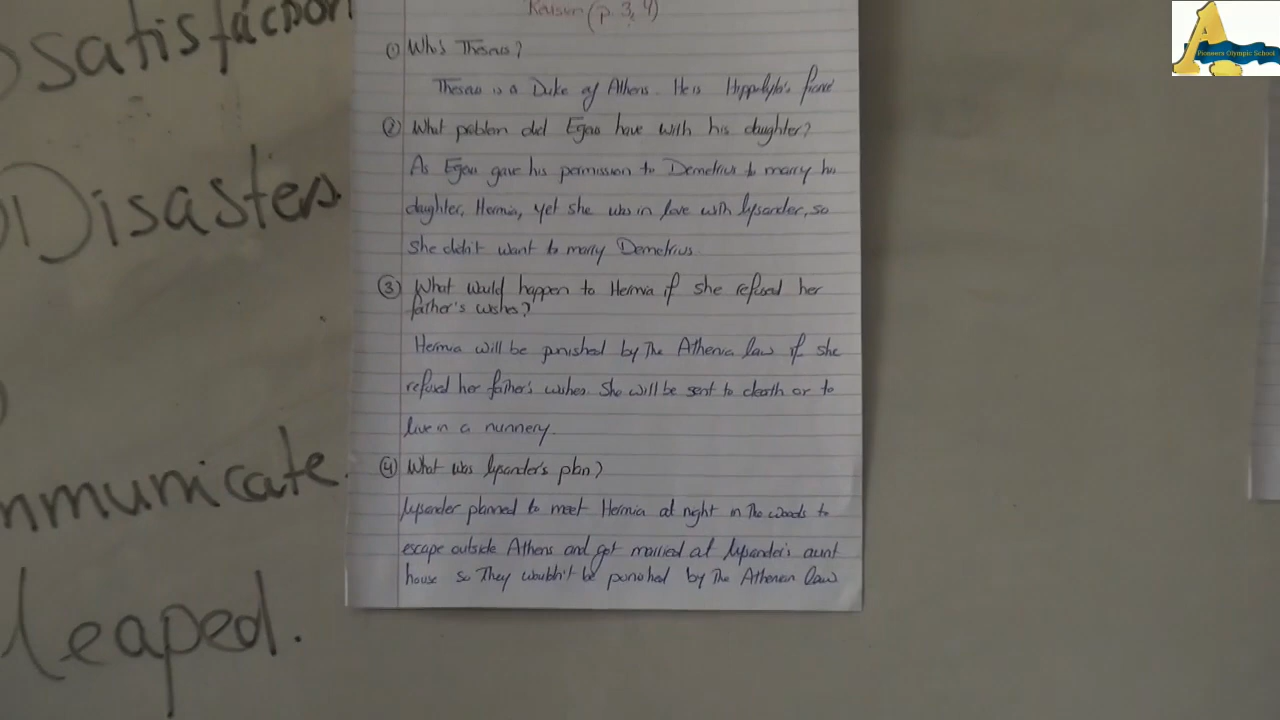 satisfaction
Disasters.
mmunicate.
leaped.
Revision (p. 3, 4)
① Who's Theseus?
Theseus is a Duke of Athens. He is Hippolyta's fiancé
② What problem did Egeus have with his daughter?
As Egeus gave his permission to Demetrius to marry his
daughter, Hermia, yet she was in love with lysander, so
she didn't want to marry Demetrius.
③ What would happen to Hermia if she refused her
father's wishes?
Hermia will be punished by The Athenia law if she
refused her father's wishes. She will be sent to death or to
live in a nunnery.
④ What was lysander's plan?
Lysander planned to meet Hermia at night in The woods to
escape outside Athens and get married at lysander's aunt
house so They wouldn't be punished by The Athenian law
Pioneers Olympic School